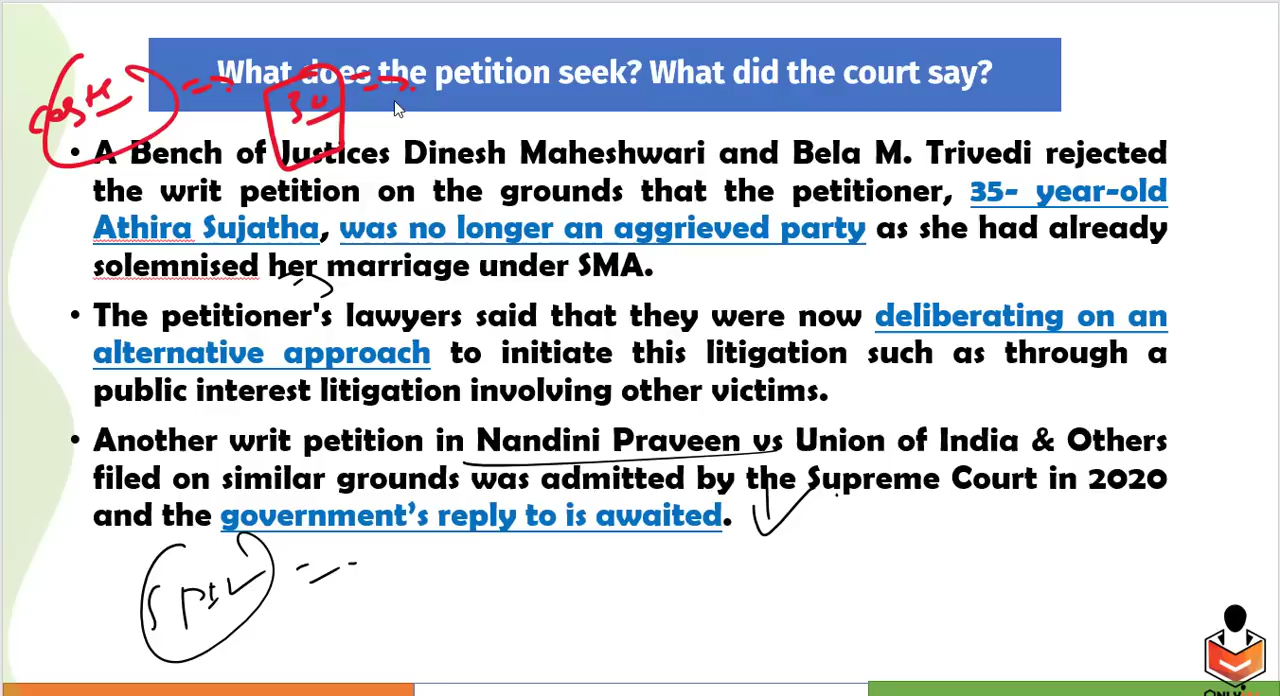 What does the petition seek? What did the court say?
• A Bench of Justices Dinesh Maheshwari and Bela M. Trivedi rejected
the writ petition on the grounds that the petitioner, 35- year-old
Athira Sujatha, was no longer an aggrieved party as she had already
solemnised her marriage under SMA.
• The petitioner's lawyers said that they were now deliberating on an
alternative approach to initiate this litigation such as through a
public interest litigation involving other victims.
• Another writ petition in Nandini Praveen vs Union of India & Others
filed on similar grounds was admitted by the Supreme Court in 2020
and the government’s reply to is awaited.